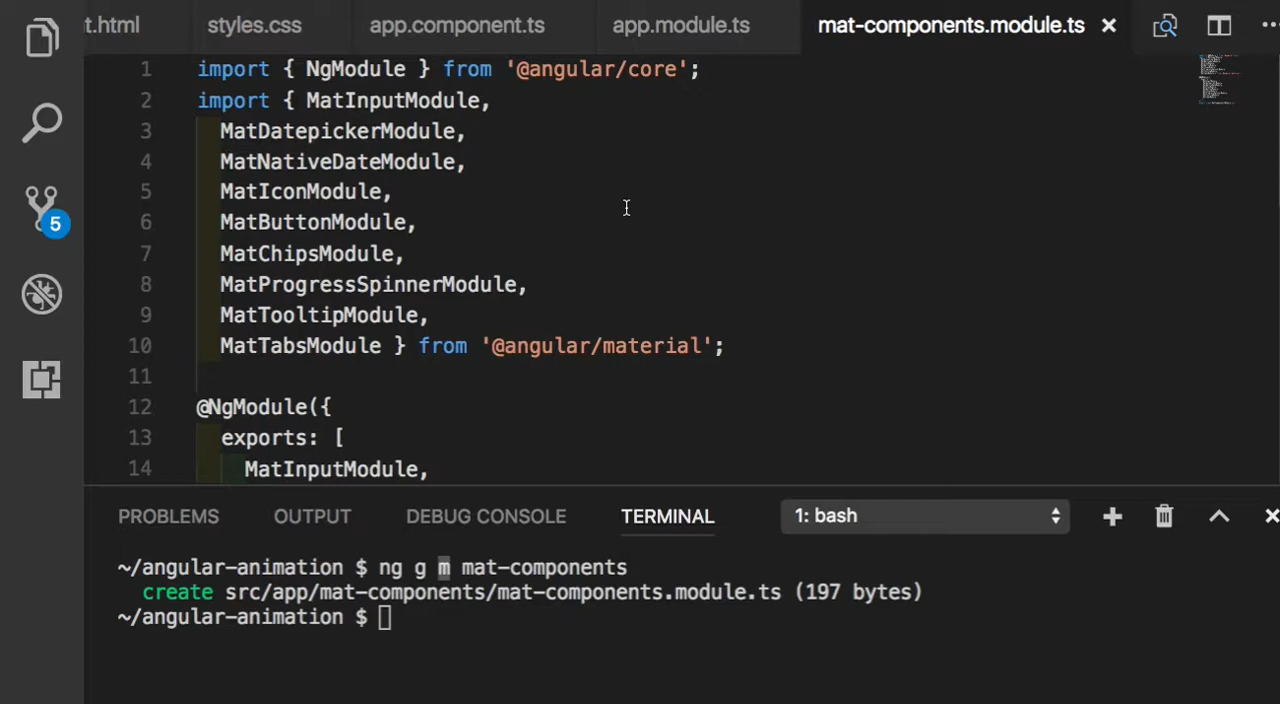 t.html styles.css app.component.ts app.module.ts mat-components.module.ts
1 import { NgModule } from '@angular/core';
2 import { MatInputModule,
3 MatDatepickerModule,
4 MatNativeDateModule,
5 MatIconModule,
6 MatButtonModule,
7 MatChipsModule,
8 MatProgressSpinnerModule,
9 MatTooltipModule,
10 MatTabsModule } from '@angular/material';
11
12 @NgModule({
13 exports: [
14 MatInputModule,
5
PROBLEMS OUTPUT DEBUG CONSOLE TERMINAL 1: bash
~/angular-animation $ ng g m mat-components
create src/app/mat-components/mat-components.module.ts (197 bytes)
~/angular-animation $